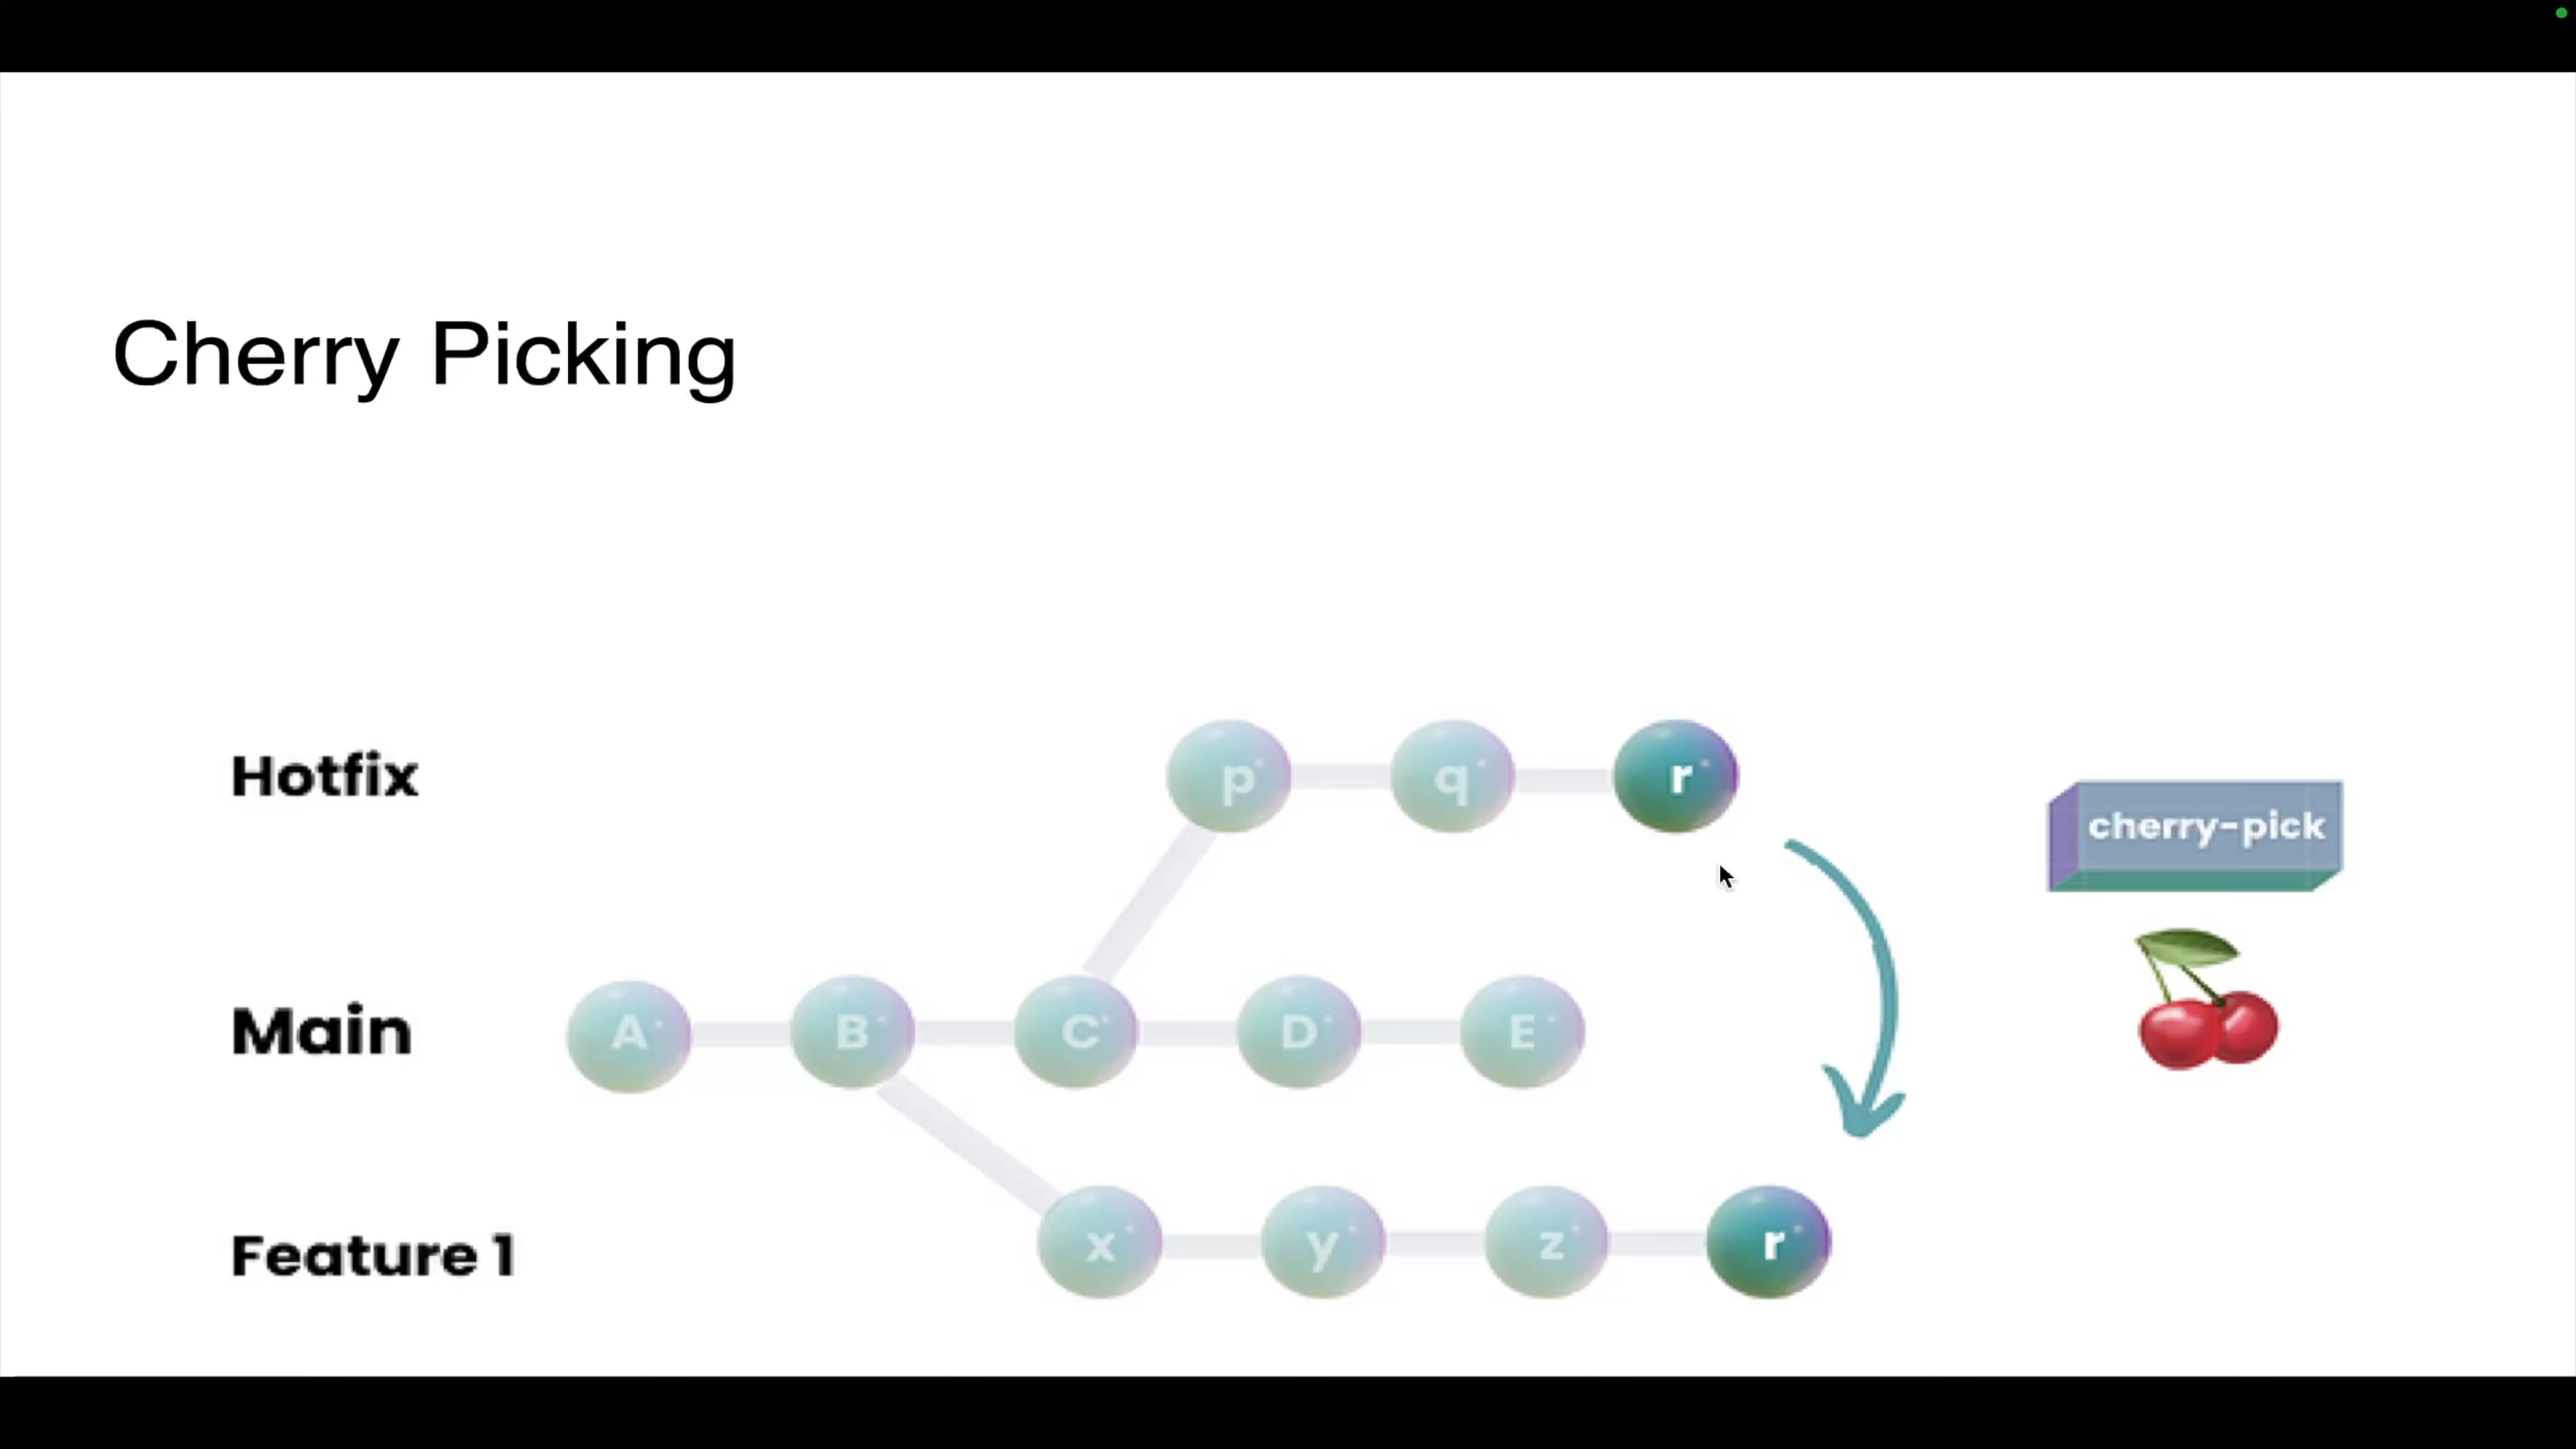 Cherry Picking
Hotfix
p q r
cherry-pick
Main
A B C D E
Feature 1
x y z r